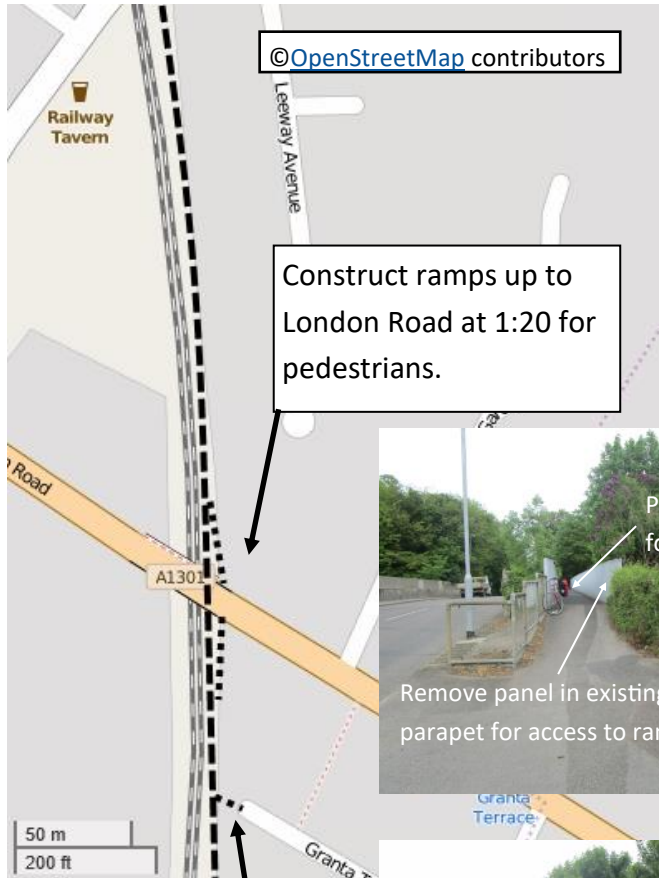 ©OpenStreetMap contributors
Railway
Tavern
Leeway Avenue
Construct ramps up to
London Road at 1:20 for
pedestrians.
Road
A1301
Remove panel in existing
parapet for access to
Granta
Terrace
Granta
50 m
200 ft